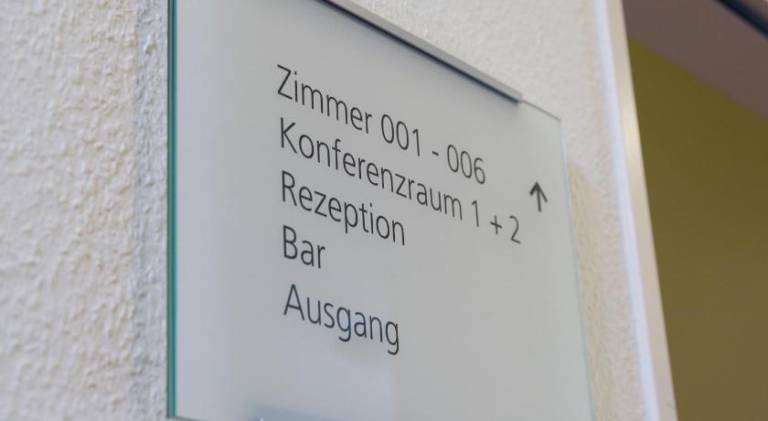 Zimmer 001 - 006
Konferenzraum 1 + 2 ↑
Rezeption
Bar
Ausgang